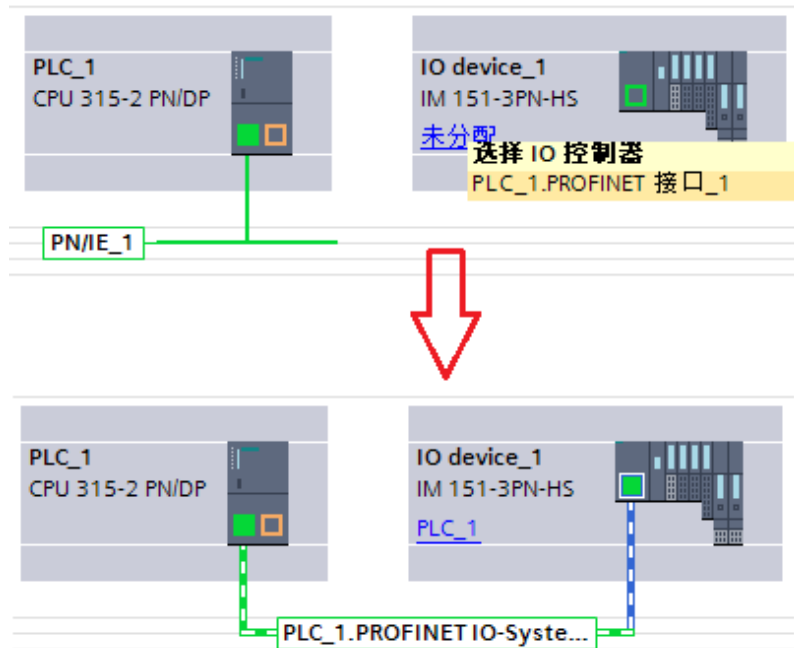 PLC_1
CPU 315-2 PN/DP
IO device_1
IM 151-3PN-HS
未分配
选择 IO 控制器
PLC_1.PROFINET 接口_1
PN/IE_1
PLC_1
CPU 315-2 PN/DP
IO device_1
IM 151-3PN-HS
PLC_1
PLC_1.PROFINET IO-Syste...